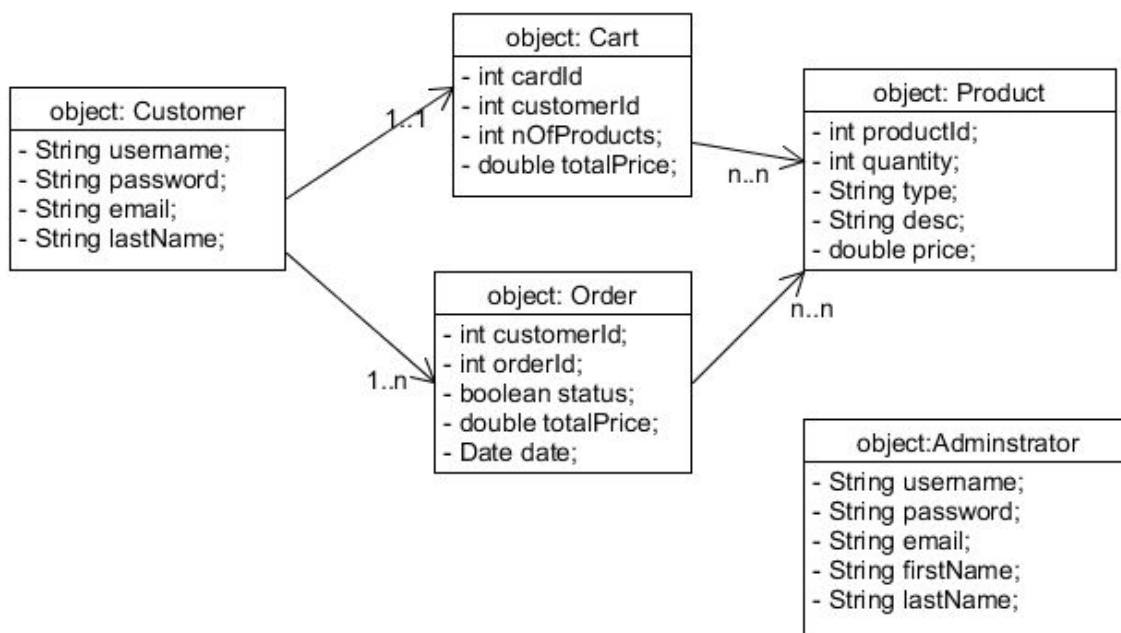 object: Customer
- String username;
- String password;
- String email;
- String lastName;
1..1
object: Cart
- int cardId
- int customerId
- int nOfProducts;
- double totalPrice;
n..n
object: Product
- int productId;
- int quantity;
- String type;
- String desc;
- double price;
1..n
object: Order
- int customerId;
- int orderId;
- boolean status;
- double totalPrice;
- Date date;
n..n
object:Adminstrator
- String username;
- String password;
- String email;
- String firstName;
- String lastName;